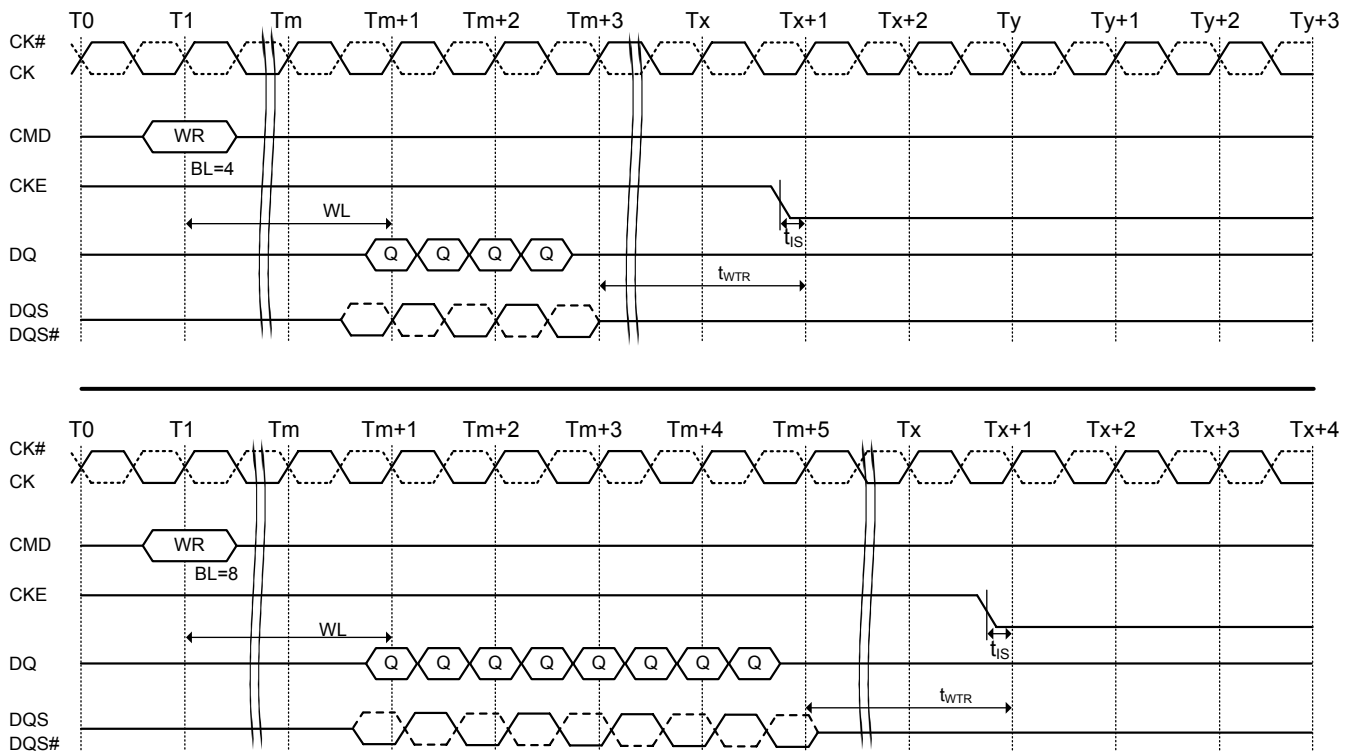 T0 T1 Tm Tm+1 Tm+2 Tm+3 Tx Tx+1 Tx+2 Ty Ty+1 Ty+2 Ty+3
CK#
CK
CMD WR
BL=4
CKE
WL
tIS
DQ Q Q Q Q
tWTR
DQS
DQS#
T0 T1 Tm Tm+1 Tm+2 Tm+3 Tm+4 Tm+5 Tx Tx+1 Tx+2 Tx+3 Tx+4
CK#
CK
CMD WR
BL=8
CKE
WL
tIS
DQ Q Q Q Q Q Q Q Q
tWTR
DQS
DQS#